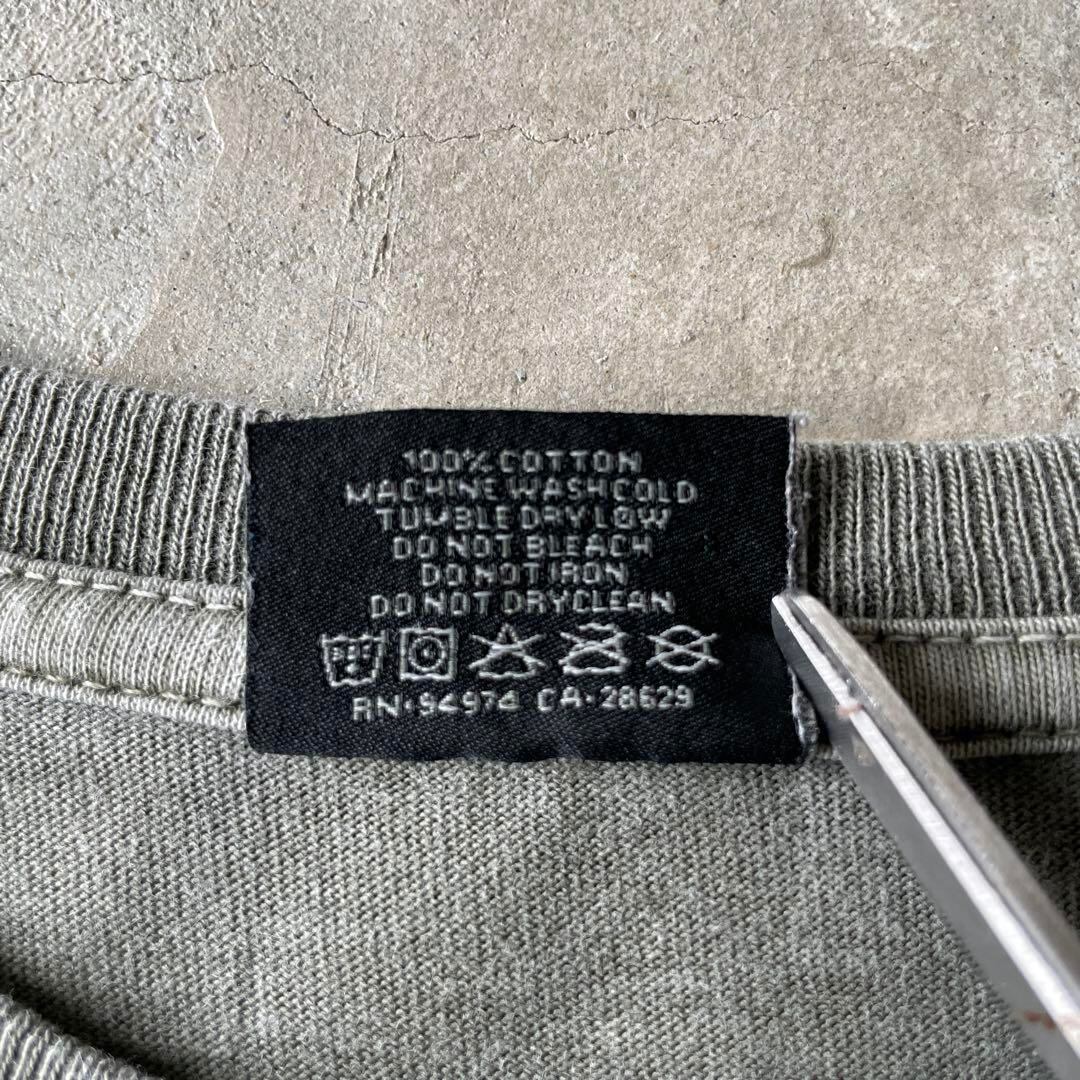 100% COTTON
MACHINE WASH COLD
TUMBLE DRY LOW
DO NOT BLEACH
DO NOT IRON
DO NOT DRYCLEAN
RN·94974 CA·28629